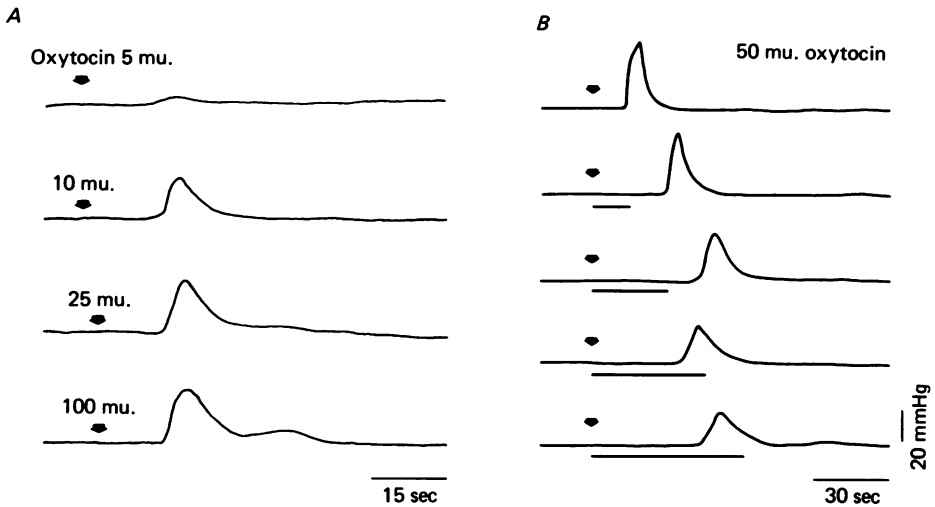 A
Oxytocin 5 mu.
10 mu.
25 mu.
100 mu.
15 sec
B
50 mu. oxytocin
20 mmHg
30 sec